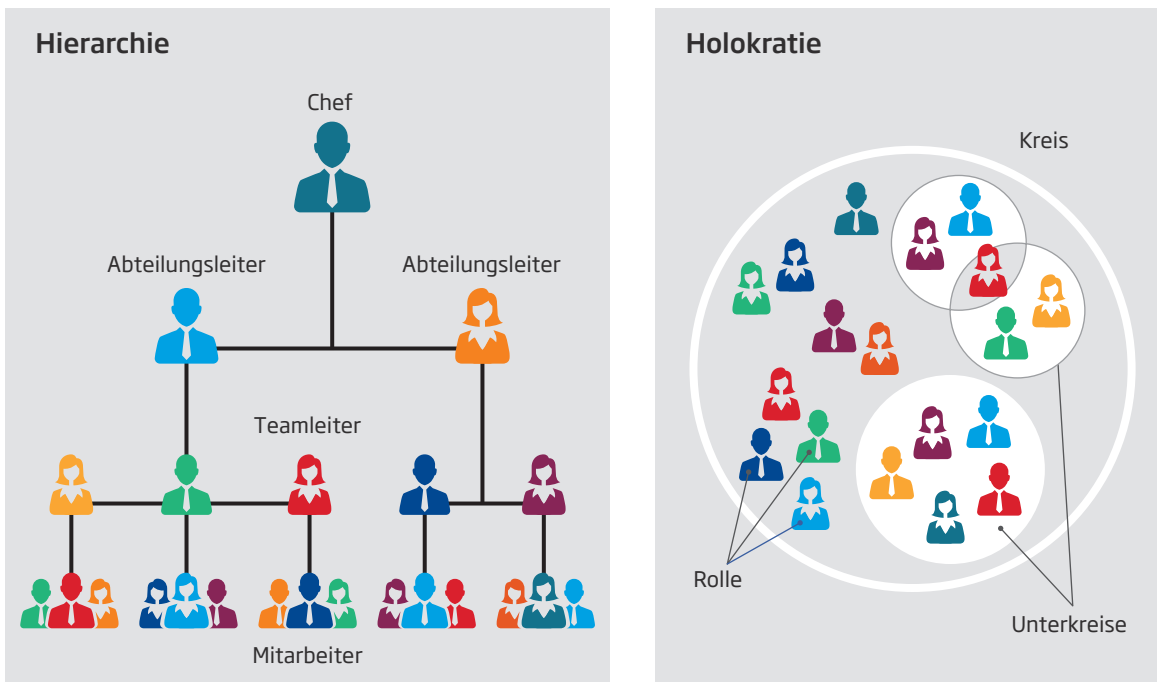 Hierarchie
Chef
Abteilungsleiter
Abteilungsleiter
Teamleiter
Mitarbeiter
Holokratie
Kreis
Rolle
Unterkreise